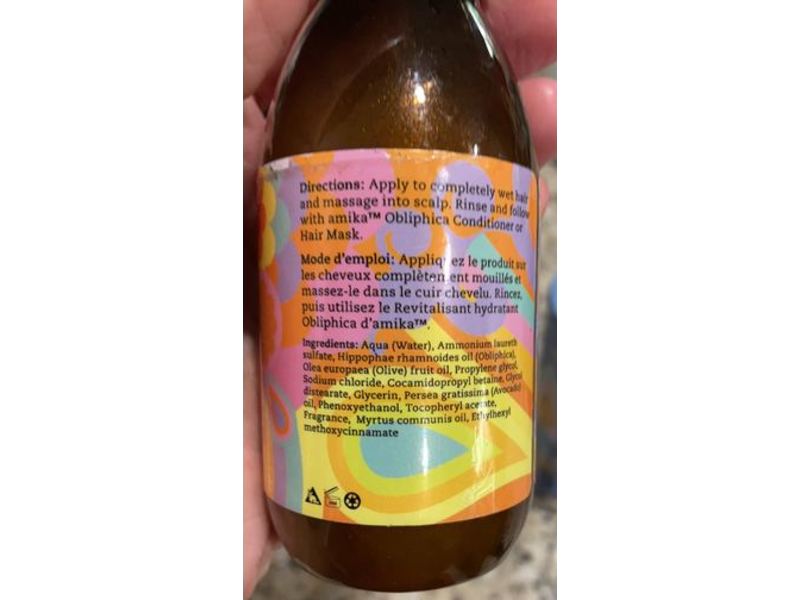 Directions: Apply to completely wet hair
and massage into scalp. Rinse and follow
with amika™ Obliphica Conditioner or
Hair Mask.
Mode d'emploi: Appliquez le produit sur
les cheveux complètement mouillés et
massez-le dans le cuir chevelu. Rincez,
puis utilisez le Revitalisant hydratant
Obliphica d'amika™.
Ingredients: Aqua (Water), Ammonium laureth
sulfate, Hippophae rhamnoides oil (Obliphica),
Olea europaea (Olive) fruit oil, Propylene glycol,
Sodium chloride, Cocamidopropyl betaine, Glycol
distearate, Glycerin, Persea gratissima (Avocado)
oil, Phenoxyethanol, Tocopheryl acetate,
Fragrance, Myrtus communis oil, Ethylhexyl
methoxycinnamate